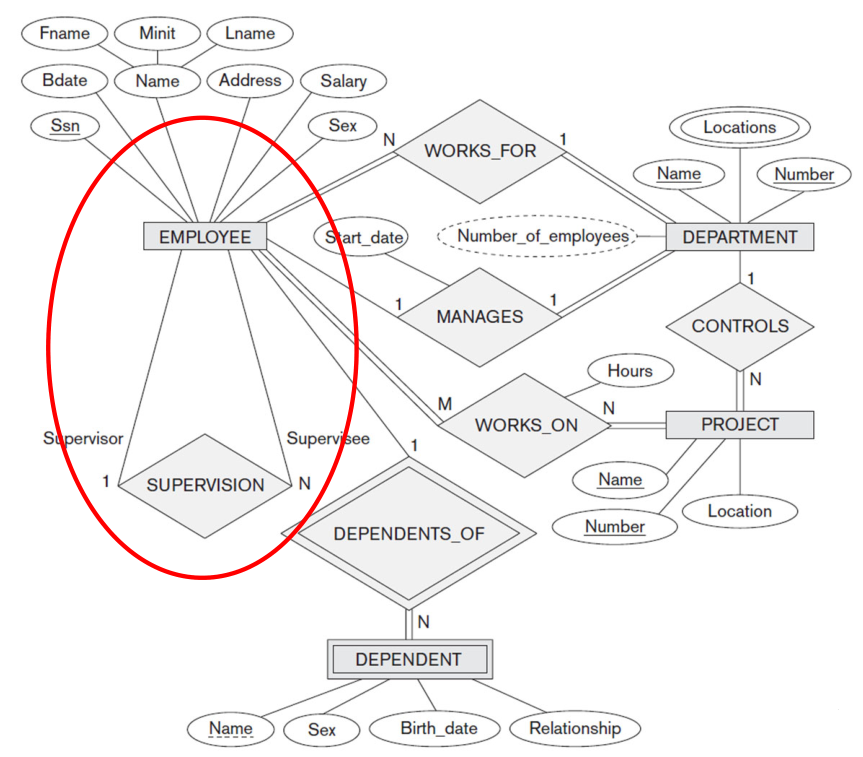 Fname
Minit
Lname
Bdate
Name
Address
Salary
Ssn
Sex
N
WORKS_FOR
1
Locations
Name
Number
EMPLOYEE
Start_date
Number_of_employees
DEPARTMENT
1
MANAGES
1
1
CONTROLS
N
Hours
M
WORKS_ON
N
PROJECT
Supervisor
Supervisee
1
SUPERVISION
N
1
Name
Number
Location
DEPENDENTS_OF
N
DEPENDENT
Name
Sex
Birth_date
Relationship